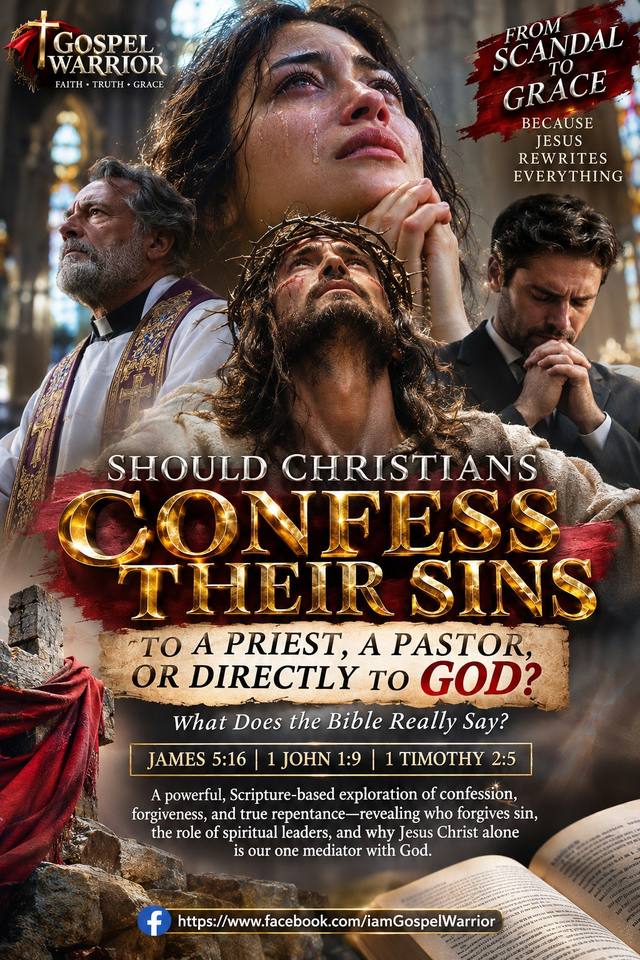 GOSPEL
WARRIOR
FAITH • TRUTH • GRACE
FROM
SCANDAL
TO
GRACE
BECAUSE
JESUS
REWRITES
EVERYTHING
SHOULD CHRISTIANS
CONFESS
THEIR SINS
TO A PRIEST, A PASTOR,
OR DIRECTLY TO GOD?
What Does the Bible Really Say?
JAMES 5:16 | 1 JOHN 1:9 | 1 TIMOTHY 2:5
A powerful, Scripture-based exploration of confession,
forgiveness, and true repentance—revealing who forgives sin,
the role of spiritual leaders, and why Jesus Christ alone
is our one mediator with God.
https://www.facebook.com/iamGospelWarrior